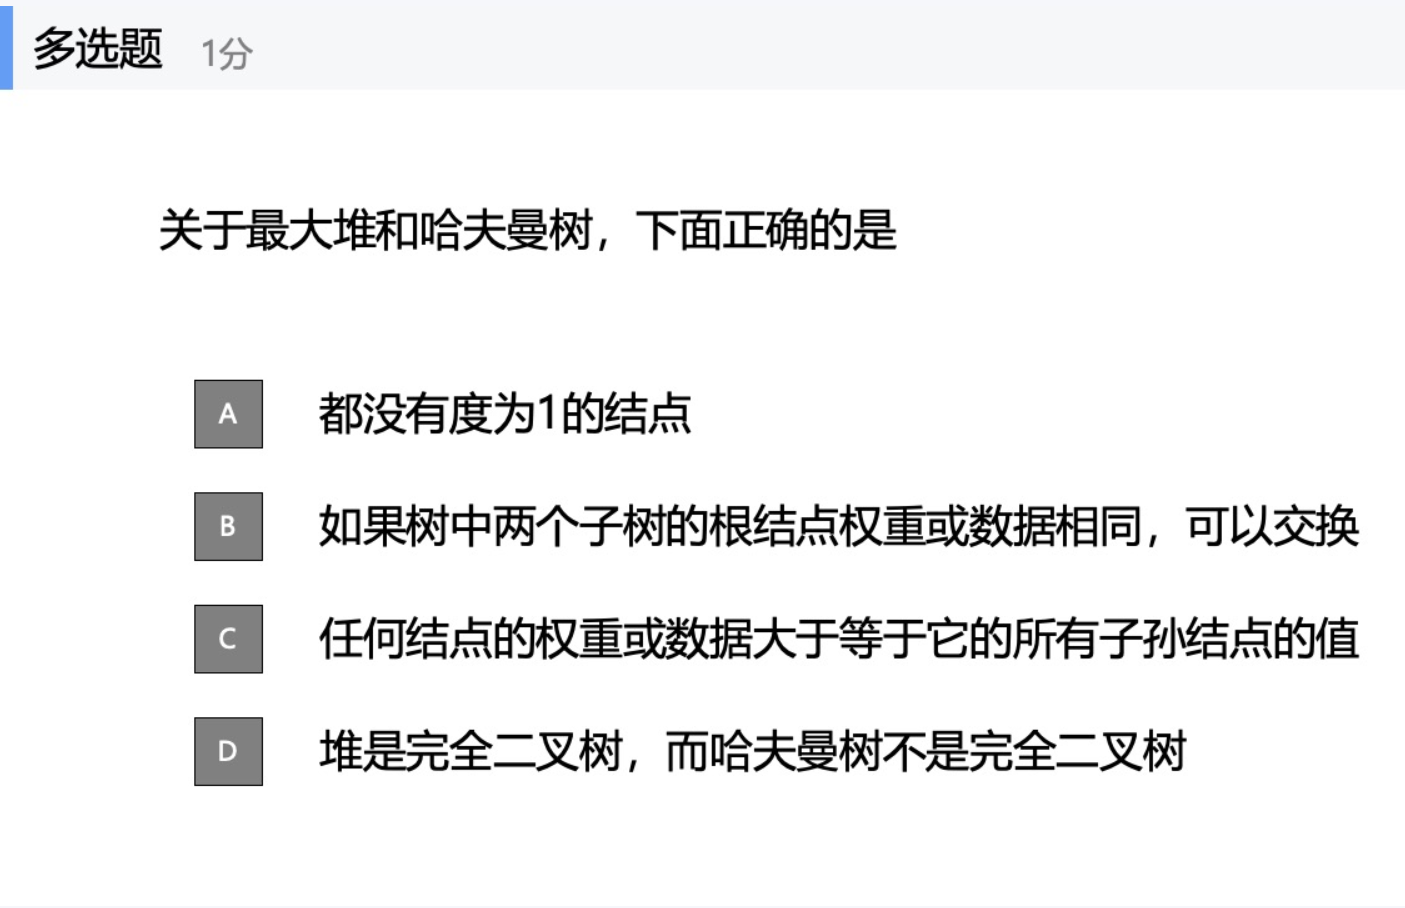 多选题 1分
关于最大堆和哈夫曼树，下面正确的是
A 都没有度为1的结点
B 如果树中两个子树的根结点权重或数据相同，可以交换
C 任何结点的权重或数据大于等于它的所有子孙结点的值
D 堆是完全二叉树，而哈夫曼树不是完全二叉树